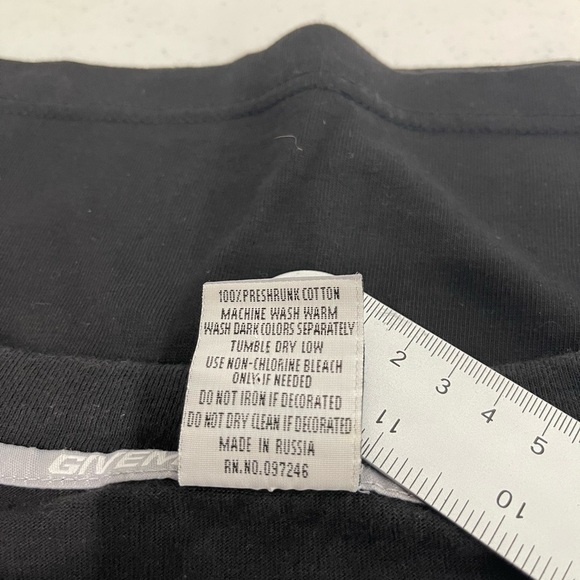 100% PRESHRUNK COTTON
MACHINE WASH WARM
WASH DARK COLORS SEPARATELY
TUMBLE DRY LOW
USE NON-CHLORINE BLEACH
ONLY IF NEEDED
DO NOT IRON IF DECORATED
DO NOT DRY CLEAN IF DECORATED
MADE IN RUSSIA
RN.NO.097246
GIVEN
2
3
4
5
11
10